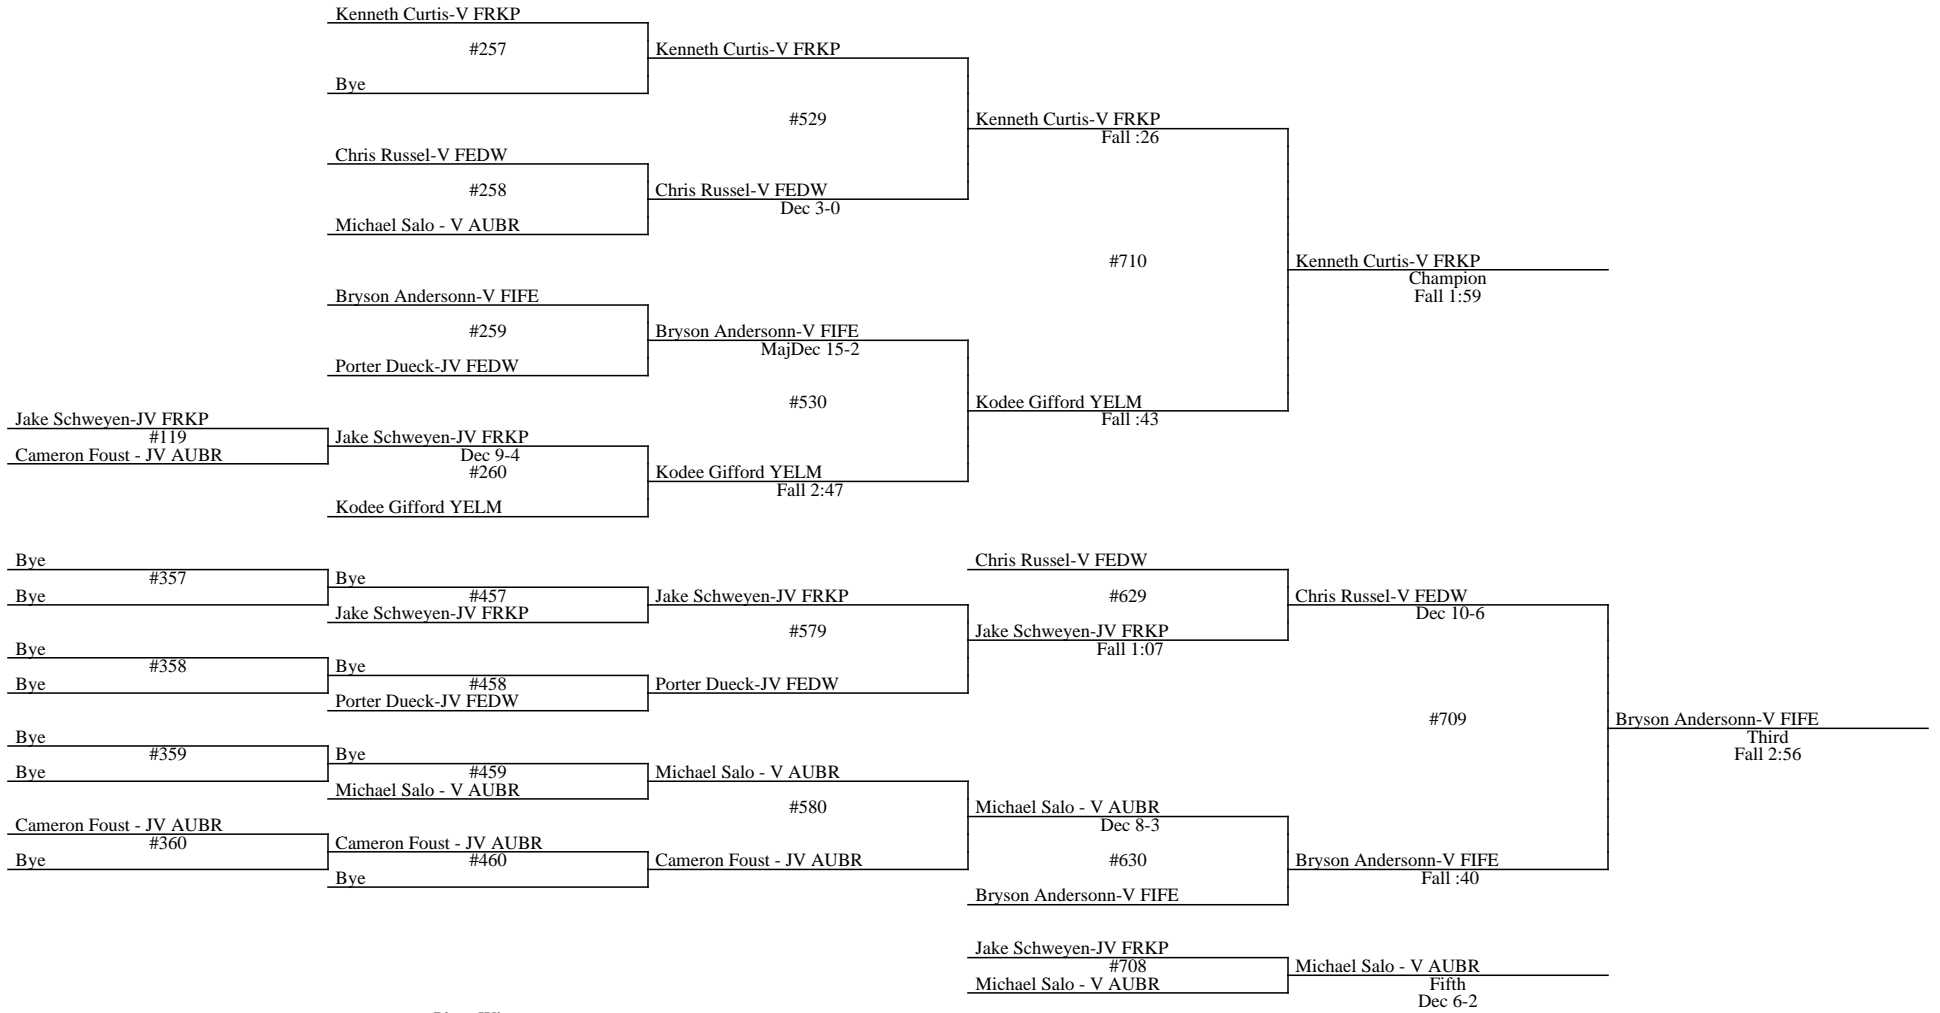 Kenneth Curtis-V FRKP
#257
Kenneth Curtis-V FRKP
Bye
#529
Kenneth Curtis-V FRKP
Fall :26
Chris Russel-V FEDW
#258
Chris Russel-V FEDW
Dec 3-0
Michael Salo - V AUBR
#710
Kenneth Curtis-V FRKP
Champion
Fall 1:59
Bryson Andersonn-V FIFE
#259
Bryson Andersonn-V FIFE
MajDec 15-2
Porter Dueck-JV FEDW
#530
Kodee Gifford YELM
Fall :43
Jake Schweyen-JV FRKP
#119
Jake Schweyen-JV FRKP
Cameron Foust - JV AUBR
Dec 9-4
#260
Kodee Gifford YELM
Fall 2:47
Kodee Gifford YELM
Bye
#357
Bye
Bye
#457
Jake Schweyen-JV FRKP
Jake Schweyen-JV FRKP
Chris Russel-V FEDW
#629
Chris Russel-V FEDW
Dec 10-6
#579
Jake Schweyen-JV FRKP
Fall 1:07
Bye
#358
Bye
Bye
#458
Porter Dueck-JV FEDW
Porter Dueck-JV FEDW
#709
Bryson Andersonn-V FIFE
Third
Fall 2:56
Bye
#359
Bye
Bye
#459
Michael Salo - V AUBR
Michael Salo - V AUBR
#580
Michael Salo - V AUBR
Dec 8-3
Cameron Foust - JV AUBR
#360
Cameron Foust - JV AUBR
Bye
#460
Cameron Foust - JV AUBR
Bye
#630
Bryson Andersonn-V FIFE
Fall :40
Bryson Andersonn-V FIFE
Jake Schweyen-JV FRKP
#708
Michael Salo - V AUBR
Michael Salo - V AUBR
Fifth
Dec 6-2